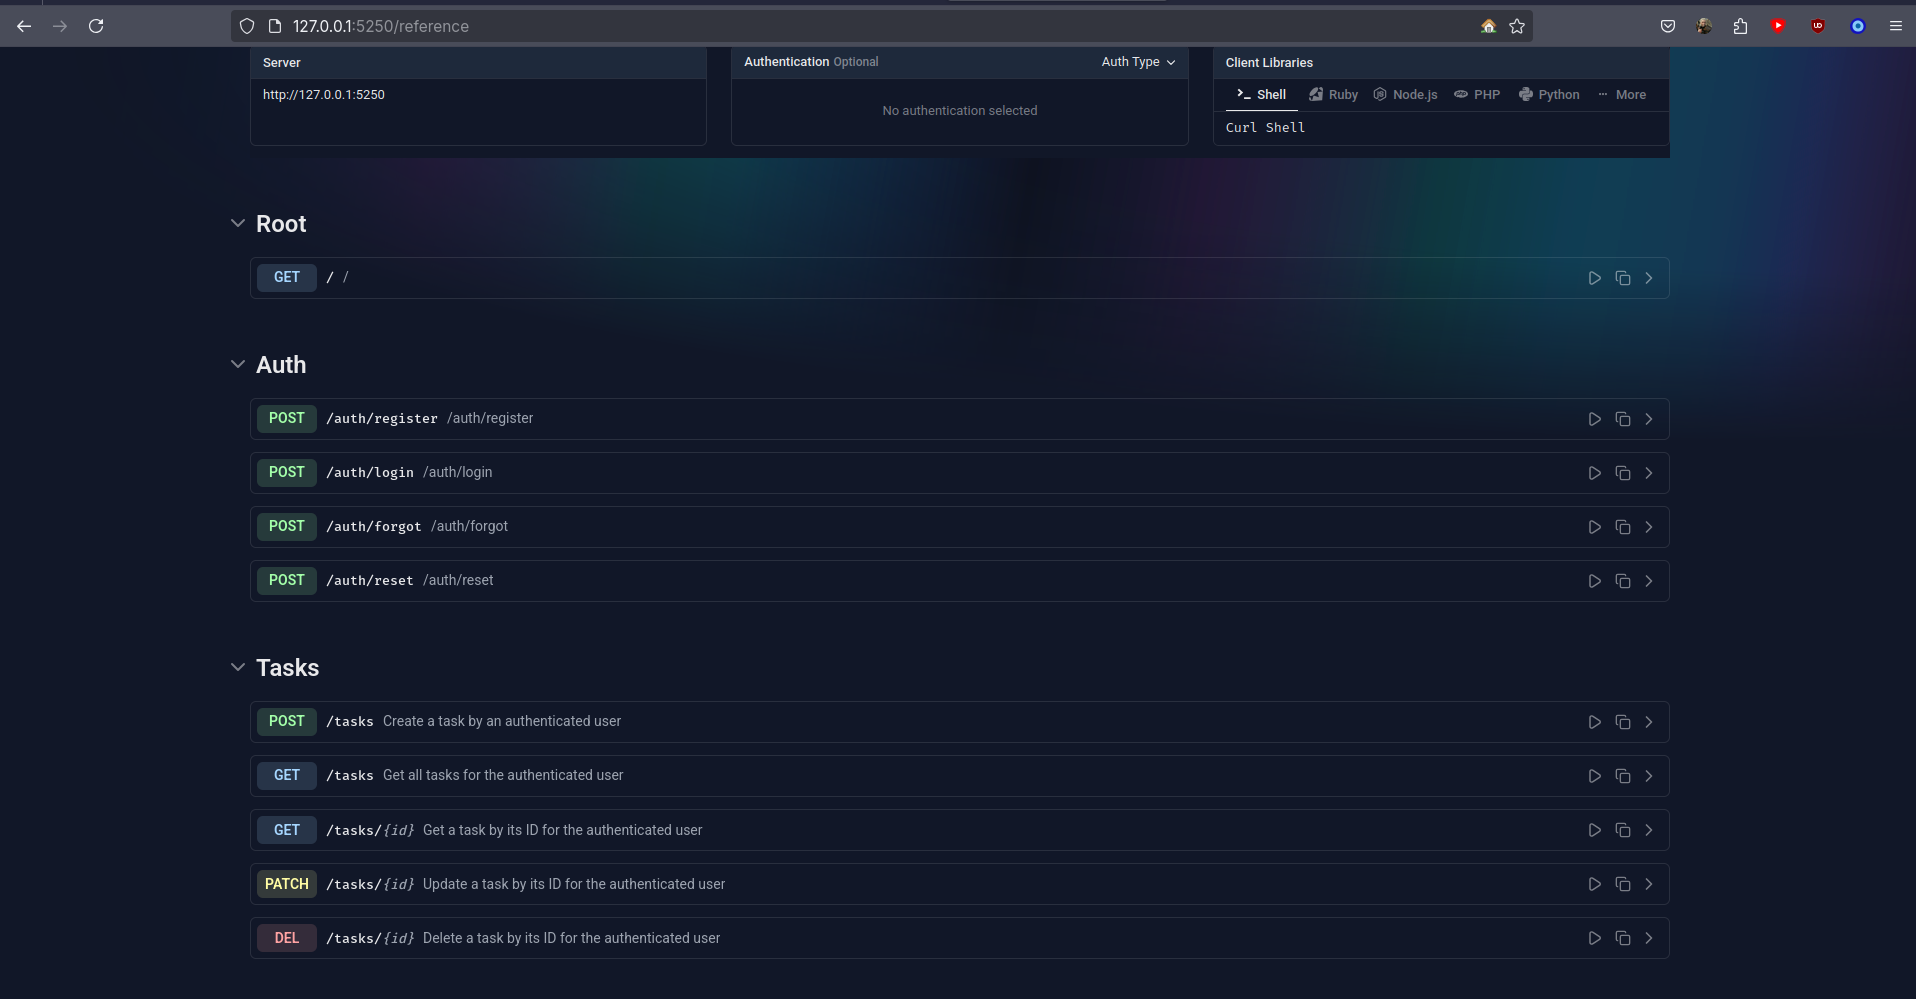 127.0.0.1:5250/reference
Server
http://127.0.0.1:5250
Authentication Optional
Auth Type
No authentication selected
Client Libraries
Shell Ruby Node.js PHP Python More
Curl Shell
Root
GET / /
Auth
POST /auth/register /auth/register
POST /auth/login /auth/login
POST /auth/forgot /auth/forgot
POST /auth/reset /auth/reset
Tasks
POST /tasks Create a task by an authenticated user
GET /tasks Get all tasks for the authenticated user
GET /tasks/{id} Get a task by its ID for the authenticated user
PATCH /tasks/{id} Update a task by its ID for the authenticated user
DEL /tasks/{id} Delete a task by its ID for the authenticated user